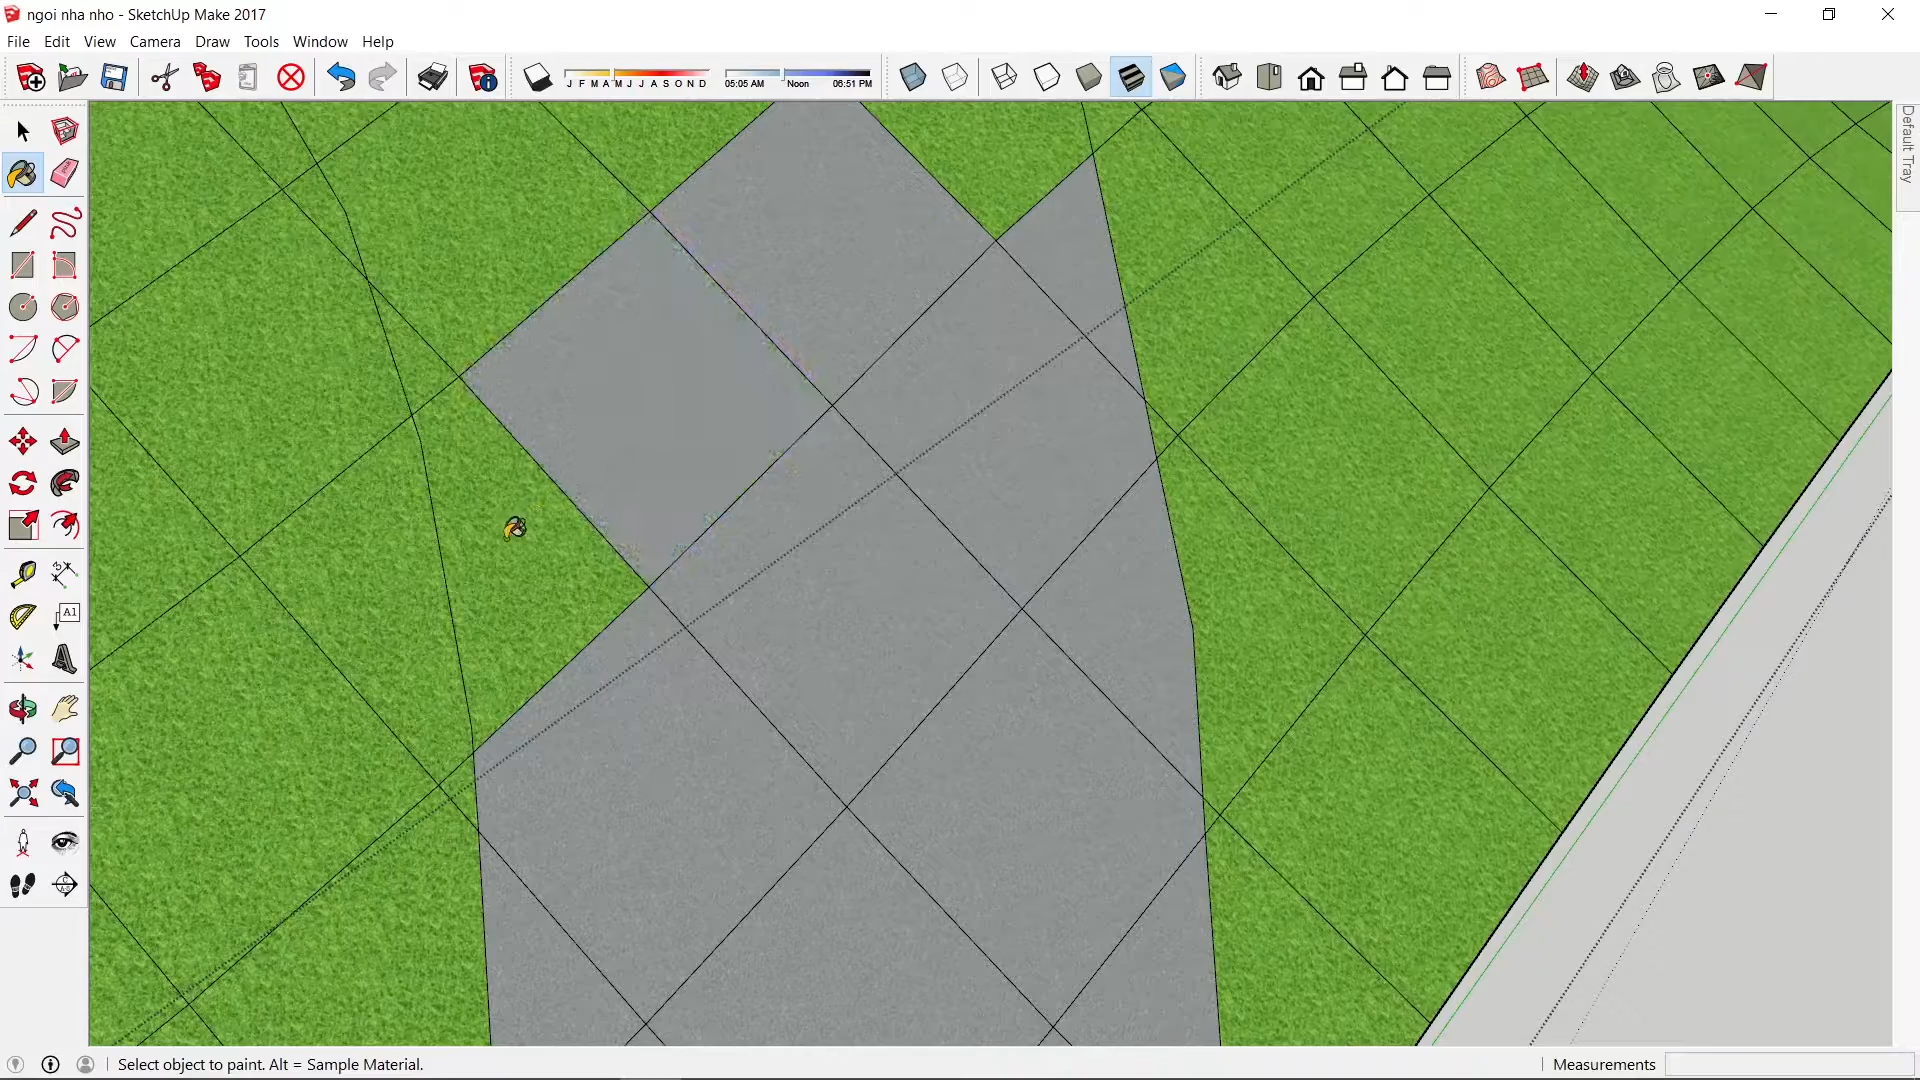 ngoi nha nho - SketchUp Make 2017
File Edit View Camera Draw Tools Window Help
J F M A M J J A S O N D
05:05 AM Noon 06:51 PM
Default Tray
A1
Select object to paint. Alt = Sample Material.
Measurements